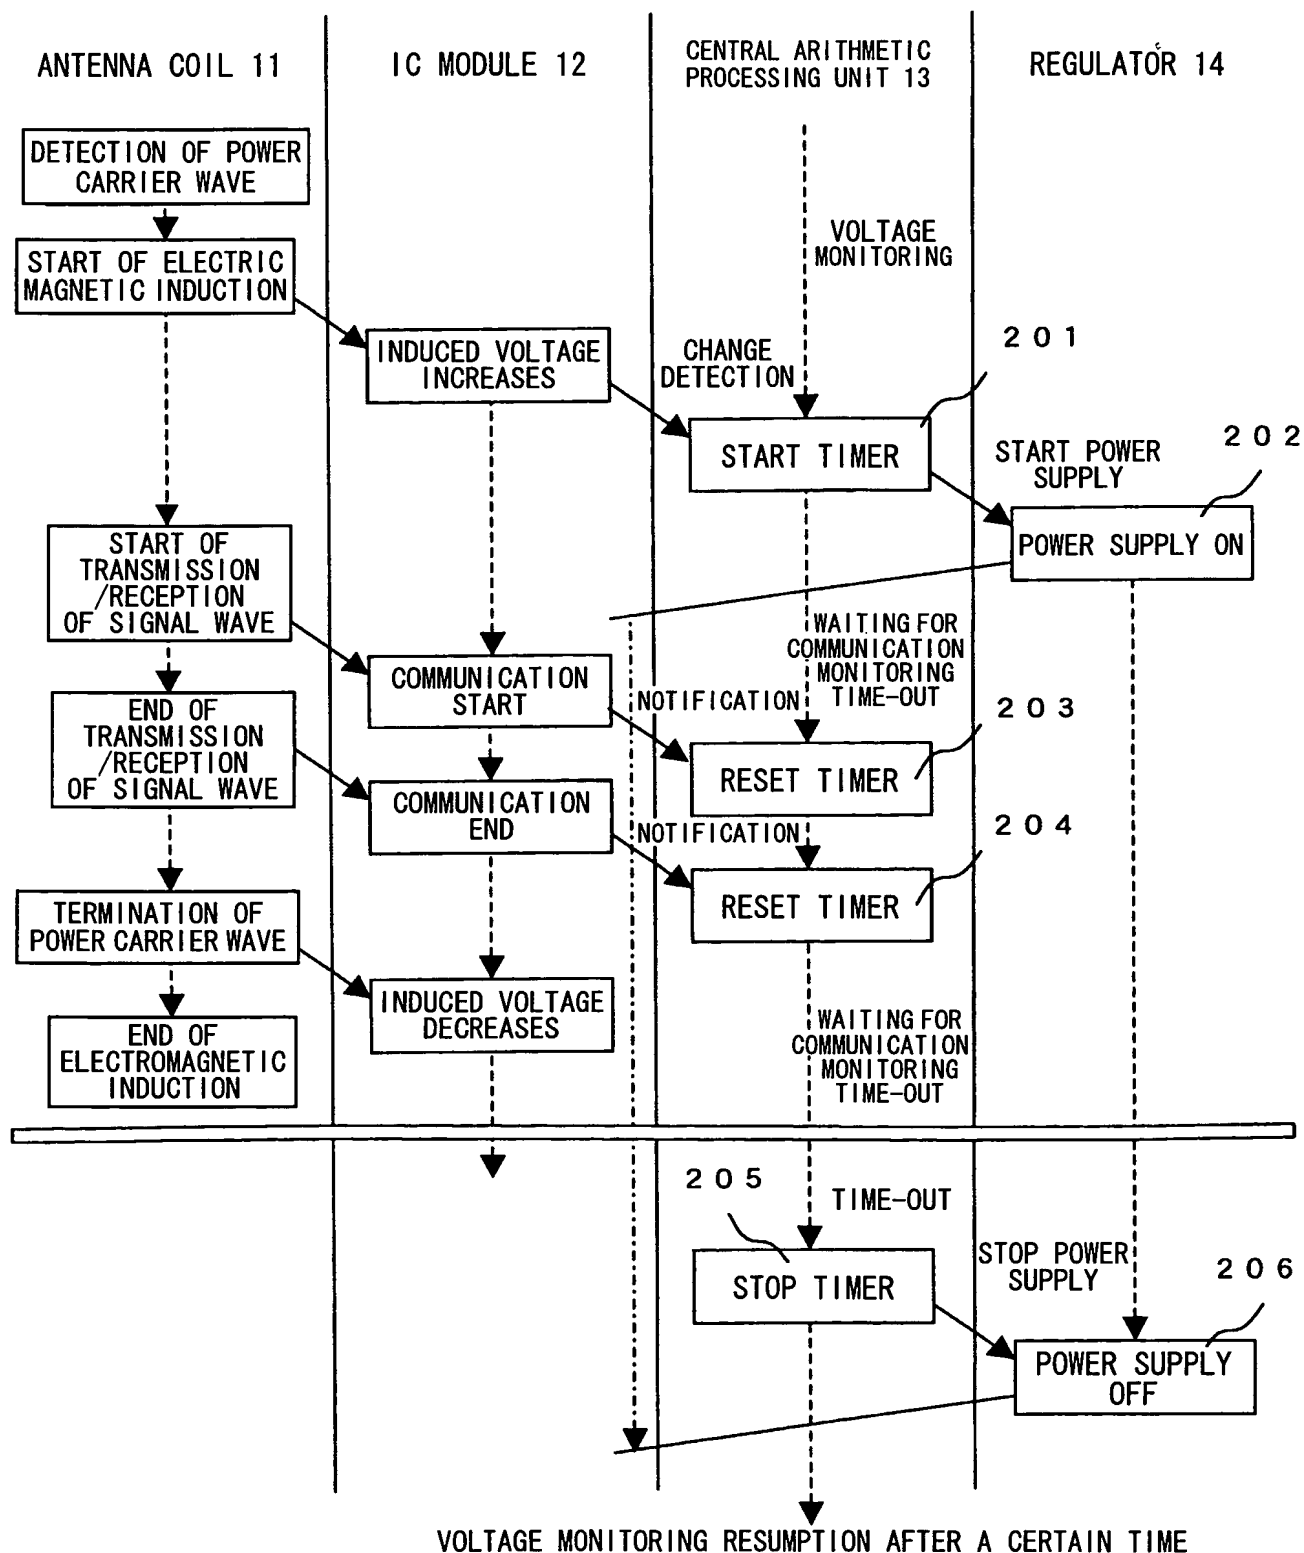 ANTENNA COIL 11
IC MODULE 12
CENTRAL ARITHMETIC
PROCESSING UNIT 13
REGULATOR 14
DETECTION OF POWER
CARRIER WAVE
VOLTAGE
MONITORING
START OF ELECTRIC
MAGNETIC INDUCTION
INDUCED VOLTAGE
INCREASES
CHANGE
DETECTION
201
START TIMER
START POWER
SUPPLY
202
POWER SUPPLY ON
START OF
TRANSMISSION
/RECEPTION
OF SIGNAL WAVE
WAITING FOR
COMMUNICATION
MONITORING
TIME-OUT
COMMUNICATION
START
NOTIFICATION
203
RESET TIMER
END OF
TRANSMISSION
/RECEPTION
OF SIGNAL WAVE
COMMUNICATION
END
NOTIFICATION
204
RESET TIMER
TERMINATION OF
POWER CARRIER WAVE
INDUCED VOLTAGE
DECREASES
WAITING FOR
COMMUNICATION
MONITORING
TIME-OUT
END OF
ELECTROMAGNETIC
INDUCTION
205
TIME-OUT
STOP TIMER
STOP POWER
SUPPLY
206
POWER SUPPLY
OFF
VOLTAGE MONITORING RESUMPTION AFTER A CERTAIN TIME